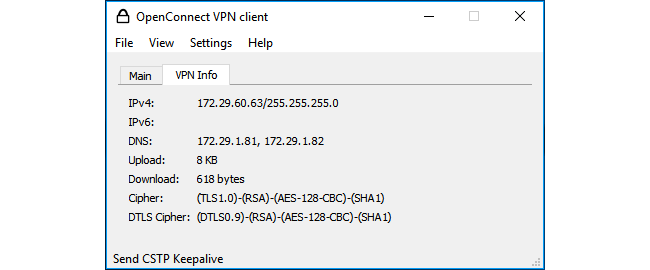 OpenConnect VPN client
File View Settings Help
Main VPN Info
IPv4: 172.29.60.63/255.255.255.0
IPv6:
DNS: 172.29.1.81, 172.29.1.82
Upload: 8 KB
Download: 618 bytes
Cipher: (TLS1.0)-(RSA)-(AES-128-CBC)-(SHA1)
DTLS Cipher: (DTLS0.9)-(RSA)-(AES-128-CBC)-(SHA1)
Send CSTP Keepalive